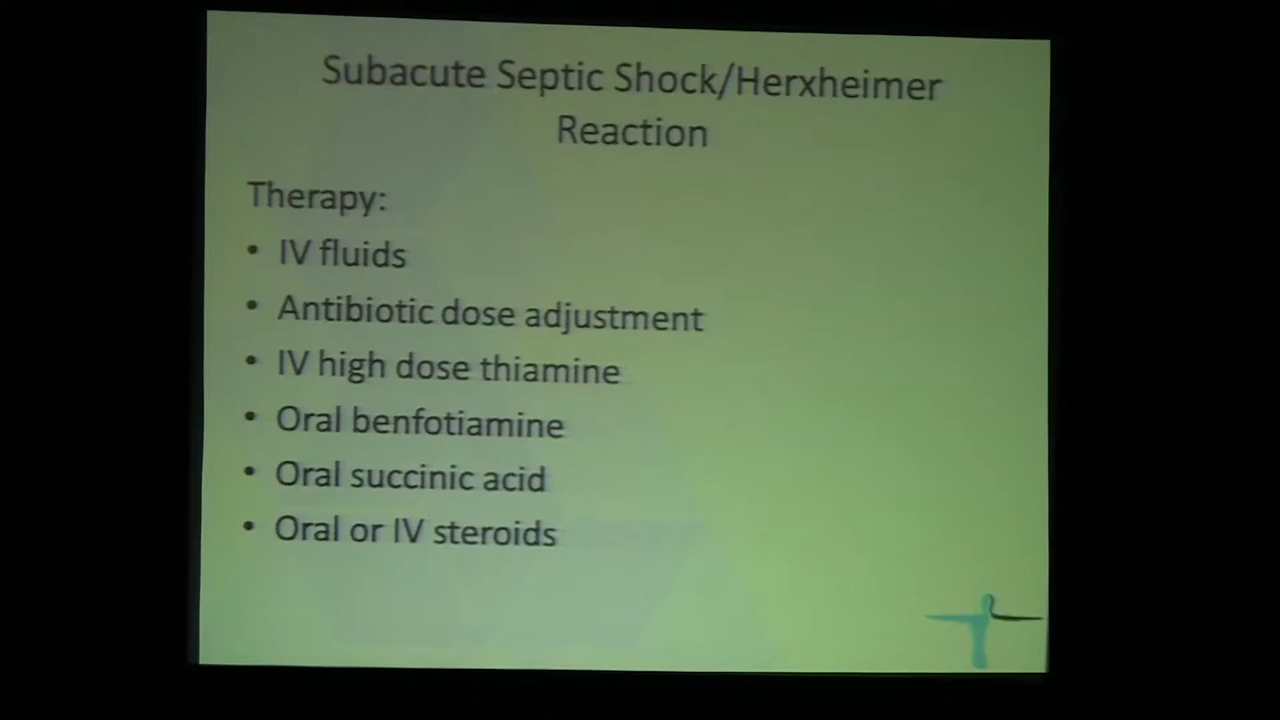 Subacute Septic Shock/Herxheimer
Reaction
Therapy:
• IV fluids
• Antibiotic dose adjustment
• IV high dose thiamine
• Oral benfotiamine
• Oral succinic acid
• Oral or IV steroids